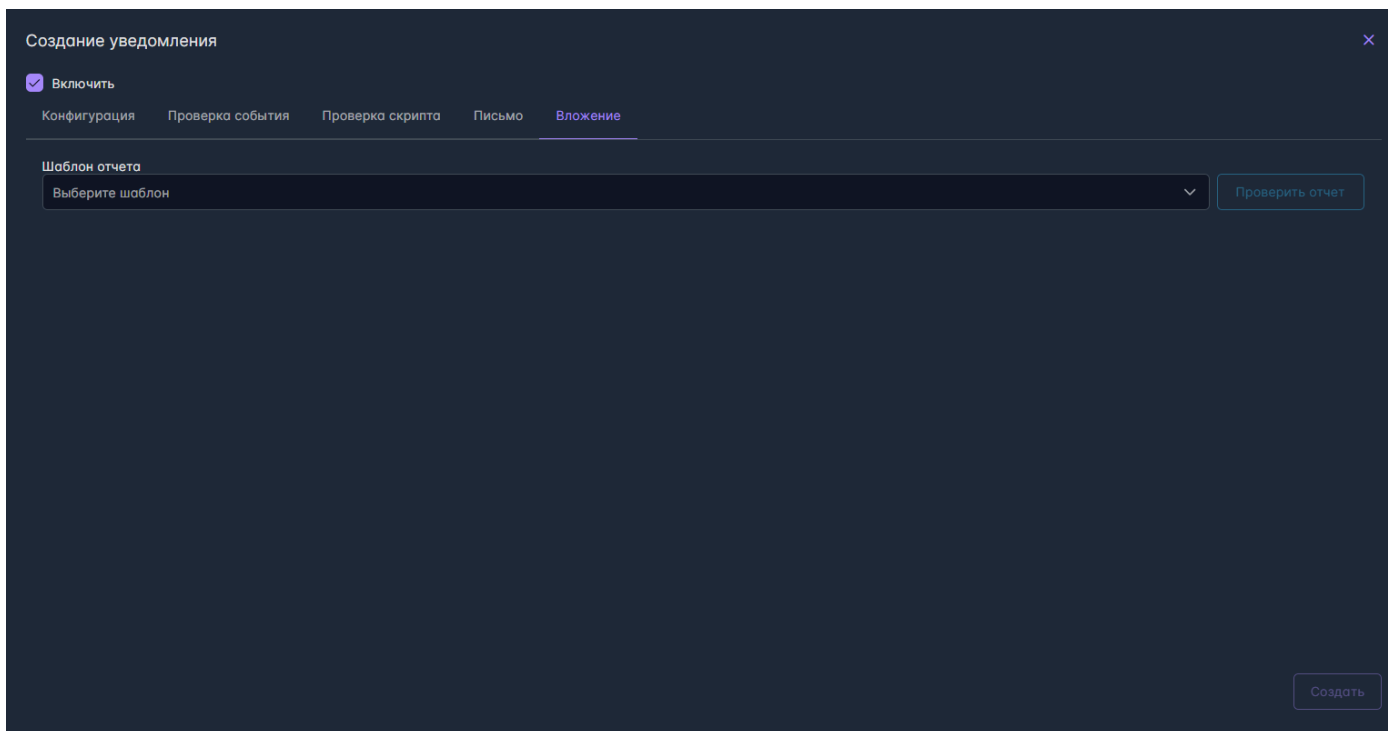 Создание уведомления
Включить
Конфигурация Проверка события Проверка скрипта Письмо Вложение
Шаблон отчета
Выберите шаблон Проверить отчет
Создать